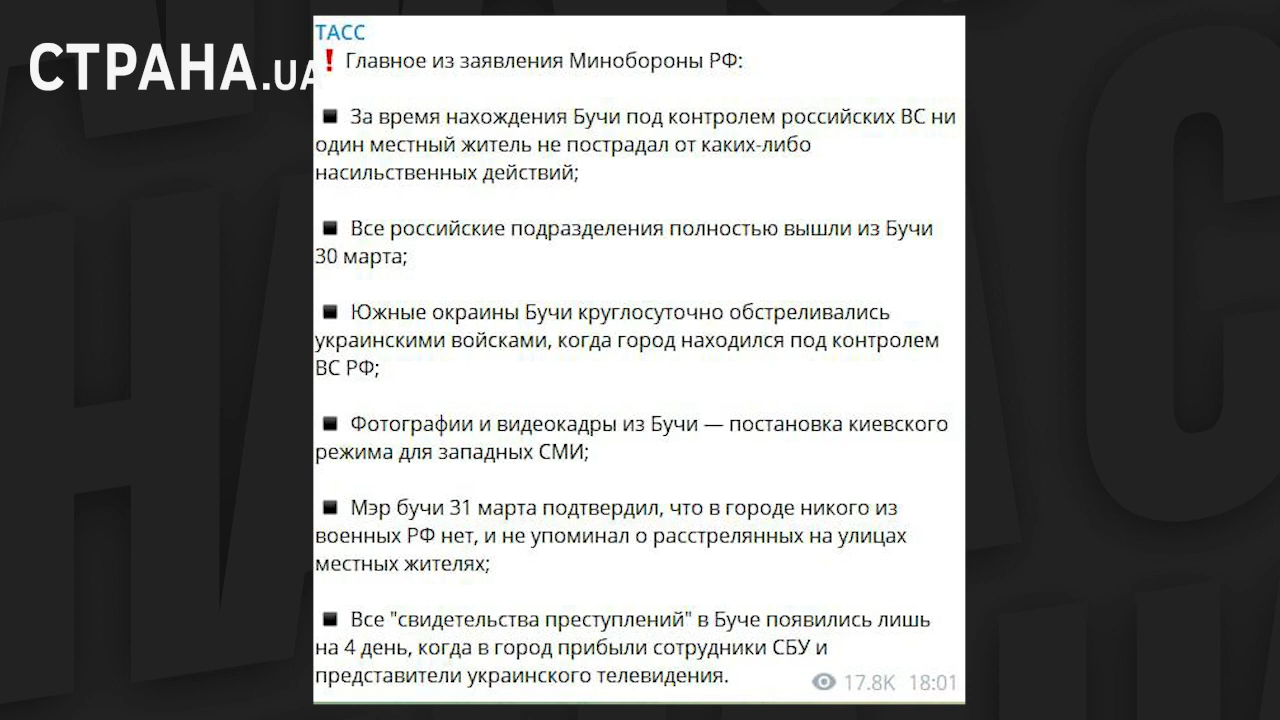 СТРАНА.UA
ТАСС
❗ Главное из заявления Минобороны РФ:
◾ За время нахождения Бучи под контролем российских ВС ни
один местный житель не пострадал от каких-либо
насильственных действий;
◾ Все российские подразделения полностью вышли из Бучи
30 марта;
◾ Южные окраины Бучи круглосуточно обстреливались
украинскими войсками, когда город находился под контролем
ВС РФ;
◾ Фотографии и видеокадры из Бучи — постановка киевского
режима для западных СМИ;
◾ Мэр бучи 31 марта подтвердил, что в городе никого из
военных РФ нет, и не упоминал о расстрелянных на улицах
местных жителях;
◾ Все "свидетельства преступлений" в Буче появились лишь
на 4 день, когда в город прибыли сотрудники СБУ и
представители украинского телевидения.
17.8K 18:01